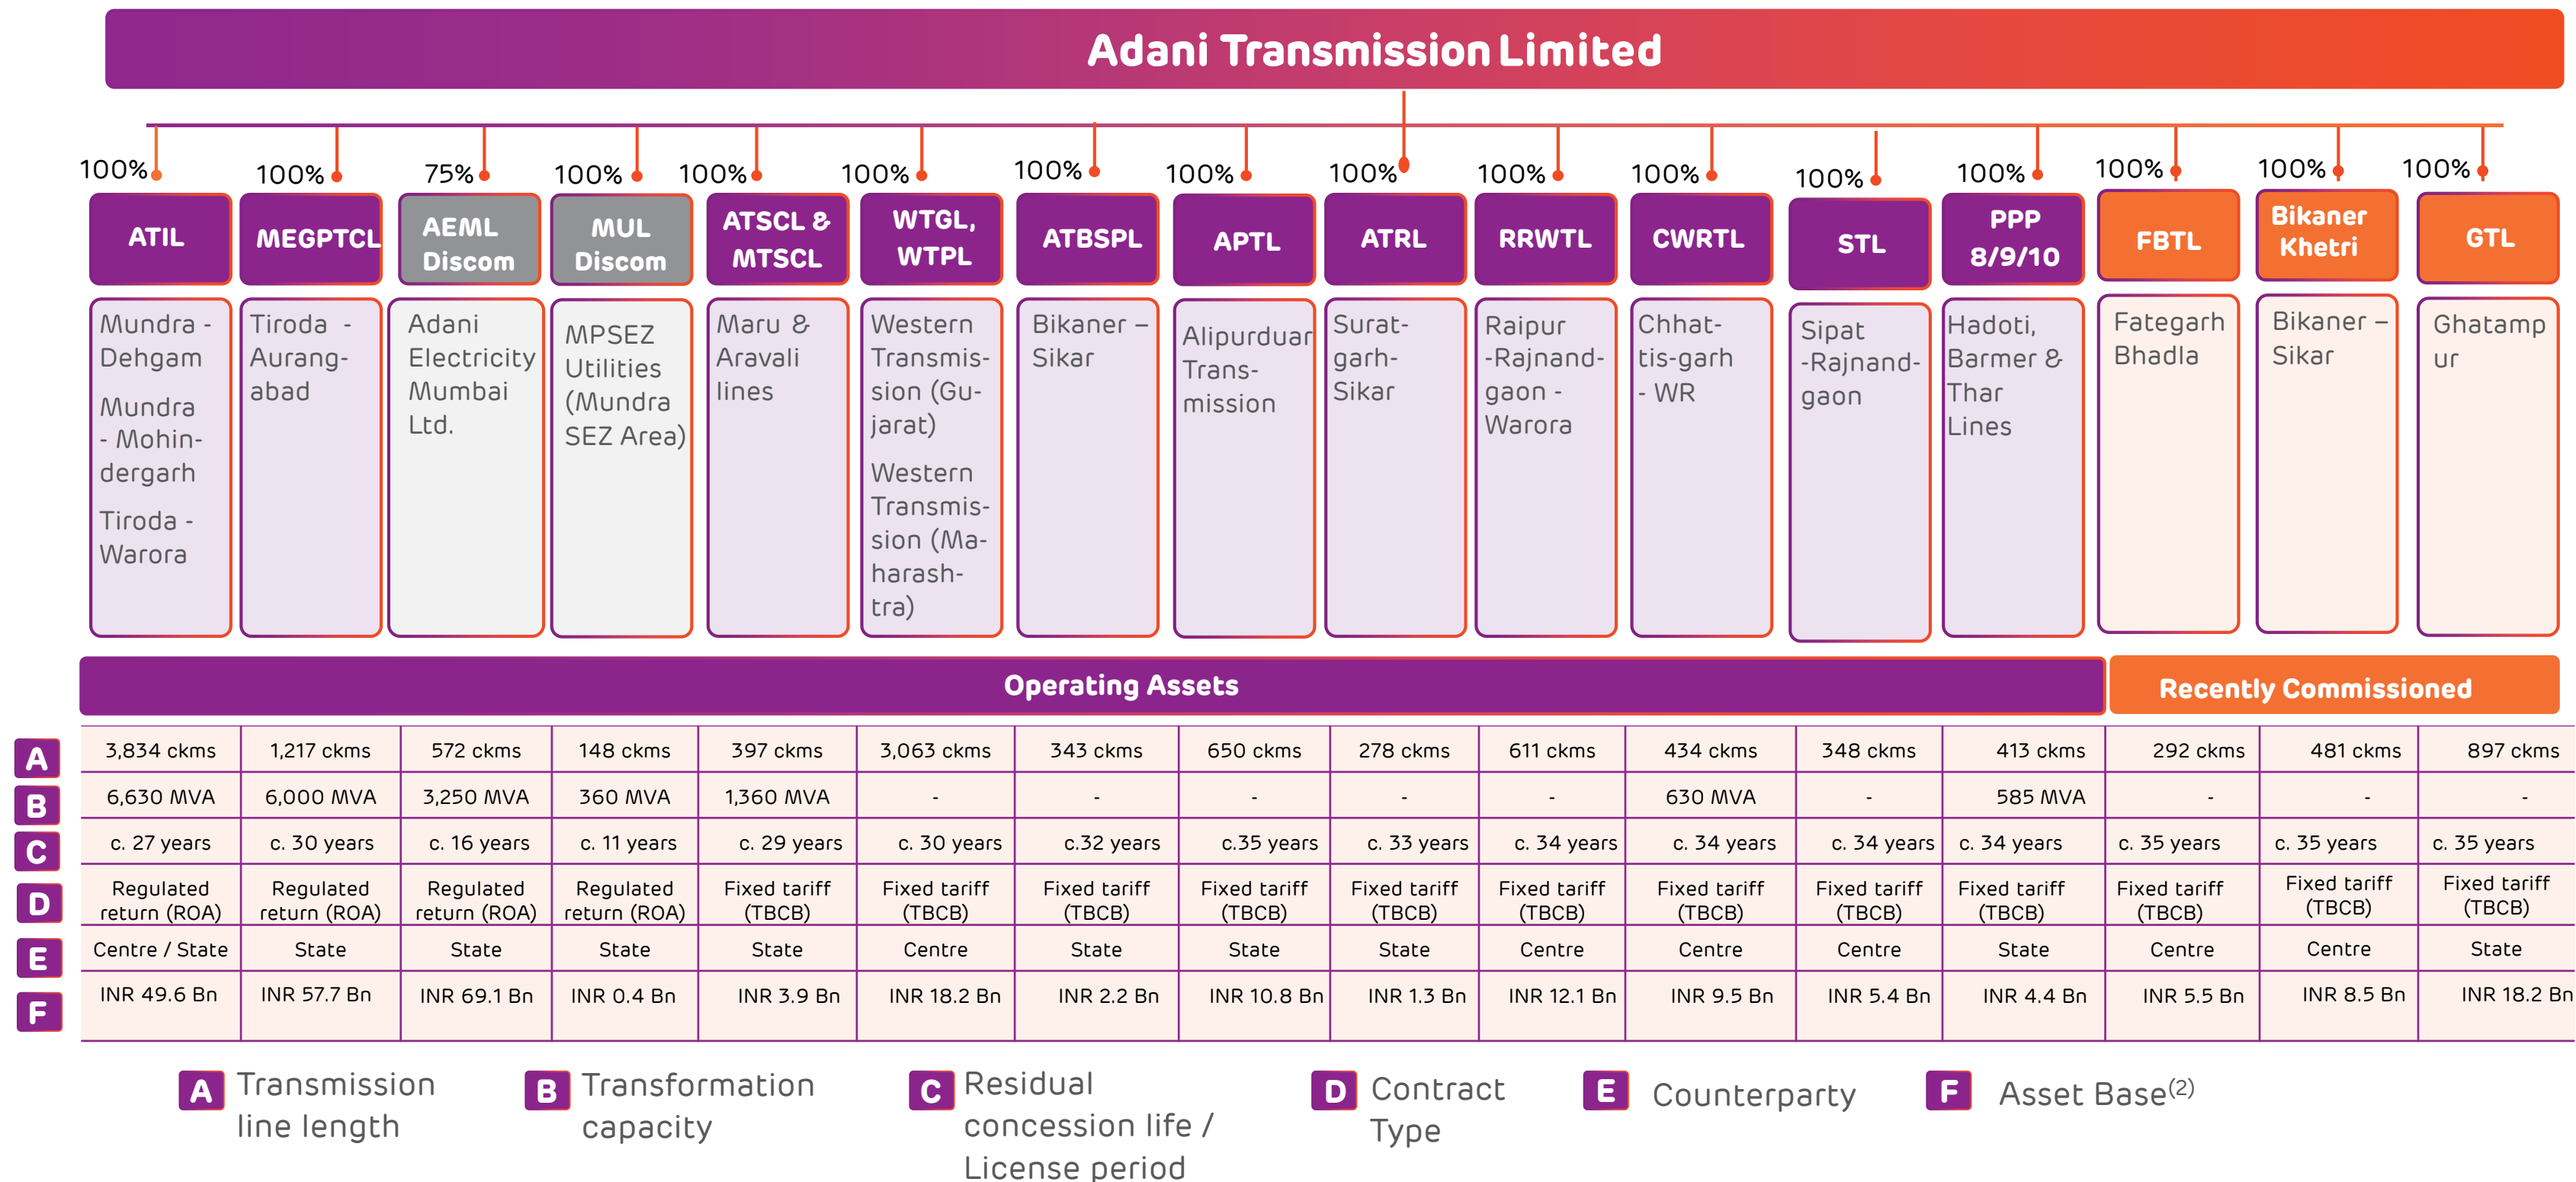 Adani Transmission Limited
100%
100%
75%
100%
100%
100%
100%
100%
100%
100%
100%
100%
100%
100%
100%
100%
ATIL
MEGPTCL
AEML
Discom
MUL
Discom
ATSCL &
MTSCL
WTGL,
WTPL
ATBSPL
APTL
ATRL
RRWTL
CWRTL
STL
PPP
8/9/10
FBTL
Bikaner
Khetri
GTL
Mundra -
Dehgam
Mundra
- Mohin-
dergarh
Tiroda -
Warora
Tiroda -
Aurang-
abad
Adani
Electricity
Mumbai
Ltd.
MPSEZ
Utilities
(Mundra
SEZ Area)
Maru &
Aravali
lines
Western
Transmis-
sion (Gu-
jarat)
Western
Transmis-
sion (Ma-
harash-
tra)
Bikaner –
Sikar
Alipurduar
Trans-
mission
Surat-
garh-
Sikar
Raipur
-Rajnand-
gaon -
Warora
Chhat-
tis-garh
- WR
Sipat
-Rajnand-
gaon
Hadoti,
Barmer &
Thar
Lines
Fategarh
Bhadla
Bikaner –
Sikar
Ghatamp
ur
Operating Assets
Recently Commissioned
A 3,834 ckms 1,217 ckms 572 ckms 148 ckms 397 ckms 3,063 ckms 343 ckms 650 ckms 278 ckms 611 ckms 434 ckms 348 ckms 413 ckms 292 ckms 481 ckms 897 ckms
B 6,630 MVA 6,000 MVA 3,250 MVA 360 MVA 1,360 MVA - - - - - 630 MVA - 585 MVA - - -
C c. 27 years c. 30 years c. 16 years c. 11 years c. 29 years c. 30 years c.32 years c.35 years c. 33 years c. 34 years c. 34 years c. 34 years c. 34 years c. 35 years c. 35 years c. 35 years
D Regulated Regulated Regulated Regulated Fixed tariff Fixed tariff Fixed tariff Fixed tariff Fixed tariff Fixed tariff Fixed tariff Fixed tariff Fixed tariff Fixed tariff Fixed tariff Fixed tariff
return (ROA) return (ROA) return (ROA) return (ROA) (TBCB) (TBCB) (TBCB) (TBCB) (TBCB) (TBCB) (TBCB) (TBCB) (TBCB) (TBCB) (TBCB) (TBCB)
E Centre / State State State State State Centre State State State Centre Centre Centre State Centre Centre State
F INR 49.6 Bn INR 57.7 Bn INR 69.1 Bn INR 0.4 Bn INR 3.9 Bn INR 18.2 Bn INR 2.2 Bn INR 10.8 Bn INR 1.3 Bn INR 12.1 Bn INR 9.5 Bn INR 5.4 Bn INR 4.4 Bn INR 5.5 Bn INR 8.5 Bn INR 18.2 Bn
A Transmission
line length
B Transformation
capacity
C Residual
concession life /
License period
D Contract
Type
E Counterparty
F Asset Base(2)